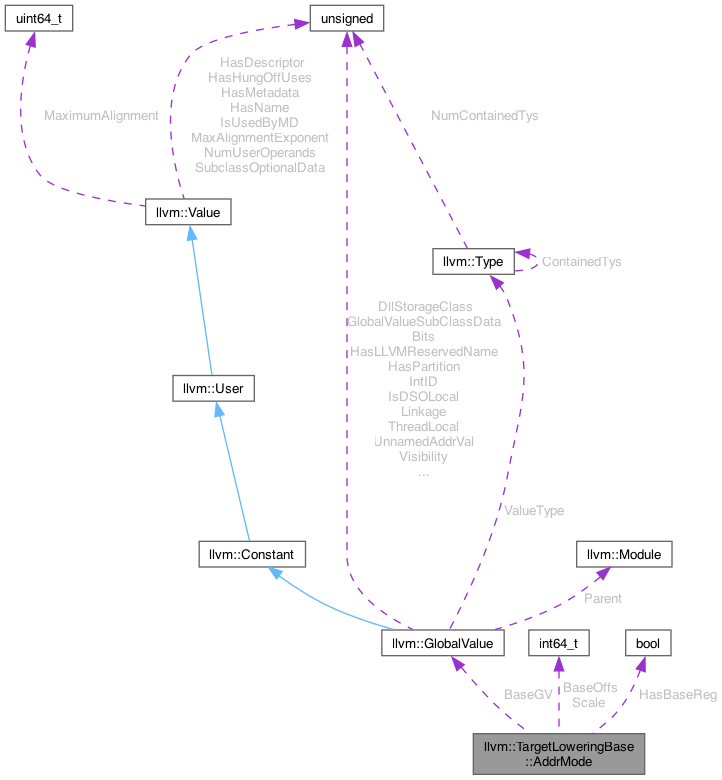 uint64_t
unsigned
HasDescriptor
HasHungOffUses
HasMetadata
HasName
IsUsedByMD
MaxAlignmentExponent
NumUserOperands
SubclassOptionalData
MaximumAlignment
NumContainedTys
llvm::Value
llvm::Type
ContainedTys
DllStorageClass
GlobalValueSubClassData
Bits
HasLLVMReservedName
HasPartition
IntID
IsDSOLocal
Linkage
ThreadLocal
UnnamedAddrVal
Visibility
...
llvm::User
ValueType
llvm::Constant
llvm::Module
Parent
llvm::GlobalValue
int64_t
bool
BaseGV
BaseOffs
Scale
HasBaseReg
llvm::TargetLoweringBase
::AddrMode